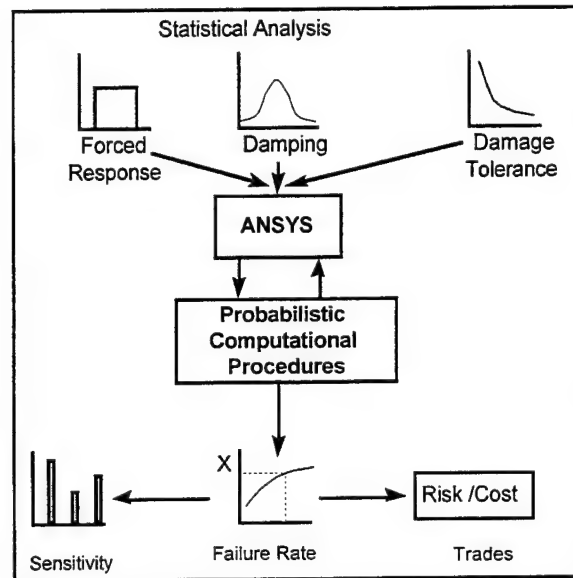 Statistical Analysis
Forced
Response
Damping
Damage
Tolerance
ANSYS
Probabilistic
Computational
Procedures
X
Risk /Cost
Sensitivity
Failure Rate
Trades